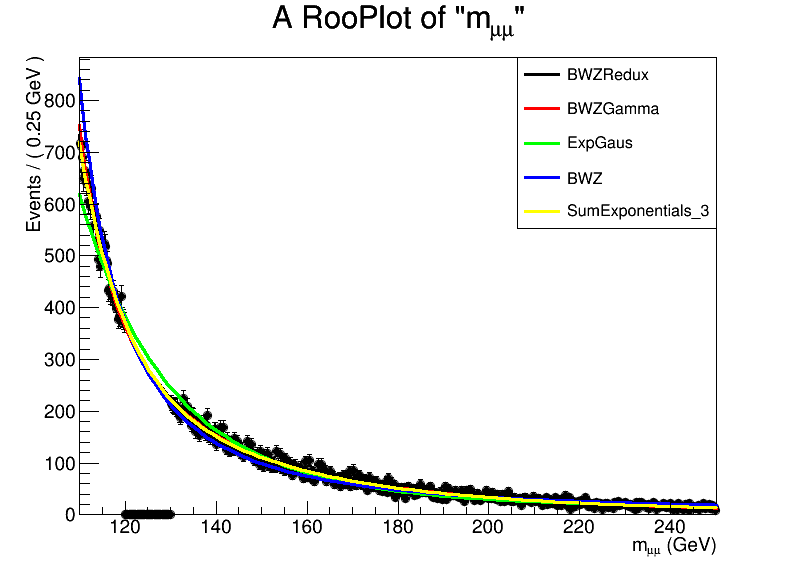 A RooPlot of "mμμ"
Events / ( 0.25 GeV )
800
700
600
500
400
300
200
100
0
BWZRedux
BWZGamma
ExpGaus
BWZ
SumExponentials_3
120 140 160 180 200 220 240
mμμ (GeV)